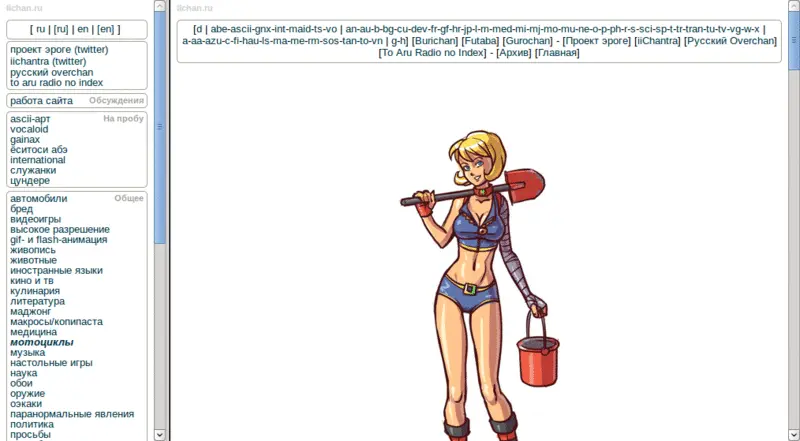 iichan.ru
[ ru | [ru] | en | [en] ]
проект эроге (twitter)
iichantra (twitter)
русский overchan
to aru radio no index
работа сайта Обсуждения
ascii-арт На пробу
vocaloid
gainax
ёситоси абэ
international
служанки
цундере
автомобили Общее
бред
видеоигры
высокое разрешение
gif- и flash-анимация
живопись
животные
иностранные языки
кино и тв
кулинария
литература
маджонг
макросы/копипаста
медицина
мотоциклы
музыка
настольные игры
наука
обои
оружие
оэкаки
паранормальные явления
политика
просьбы
iichan.ru
[d | abe-ascii-gnx-int-maid-ts-vo | an-au-b-bg-cu-dev-fr-gf-hr-jp-l-m-med-mi-mj-mo-mu-ne-o-p-ph-r-s-sci-sp-t-tr-tran-tu-tv-vg-w-x |
a-aa-azu-c-fi-hau-ls-ma-me-rm-sos-tan-to-vn | g-h] [Burichan] [Futaba] [Gurochan] - [Проект эроге] [iiChantra] [Русский Overchan]
[To Aru Radio no Index] - [Архив] [Главная]